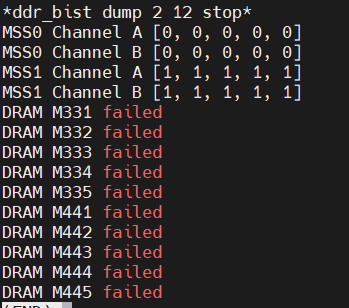 *ddr_bist dump 2 12 stop*
MSS0 Channel A [0, 0, 0, 0, 0]
MSS0 Channel B [0, 0, 0, 0, 0]
MSS1 Channel A [1, 1, 1, 1, 1]
MSS1 Channel B [1, 1, 1, 1, 1]
DRAM M331 failed
DRAM M332 failed
DRAM M333 failed
DRAM M334 failed
DRAM M335 failed
DRAM M441 failed
DRAM M442 failed
DRAM M443 failed
DRAM M444 failed
DRAM M445 failed
(END)